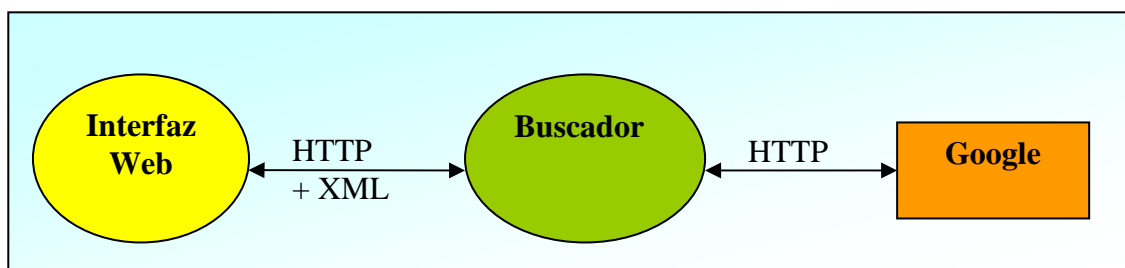 Interfaz
Web
HTTP
+ XML
Buscador
HTTP
Google